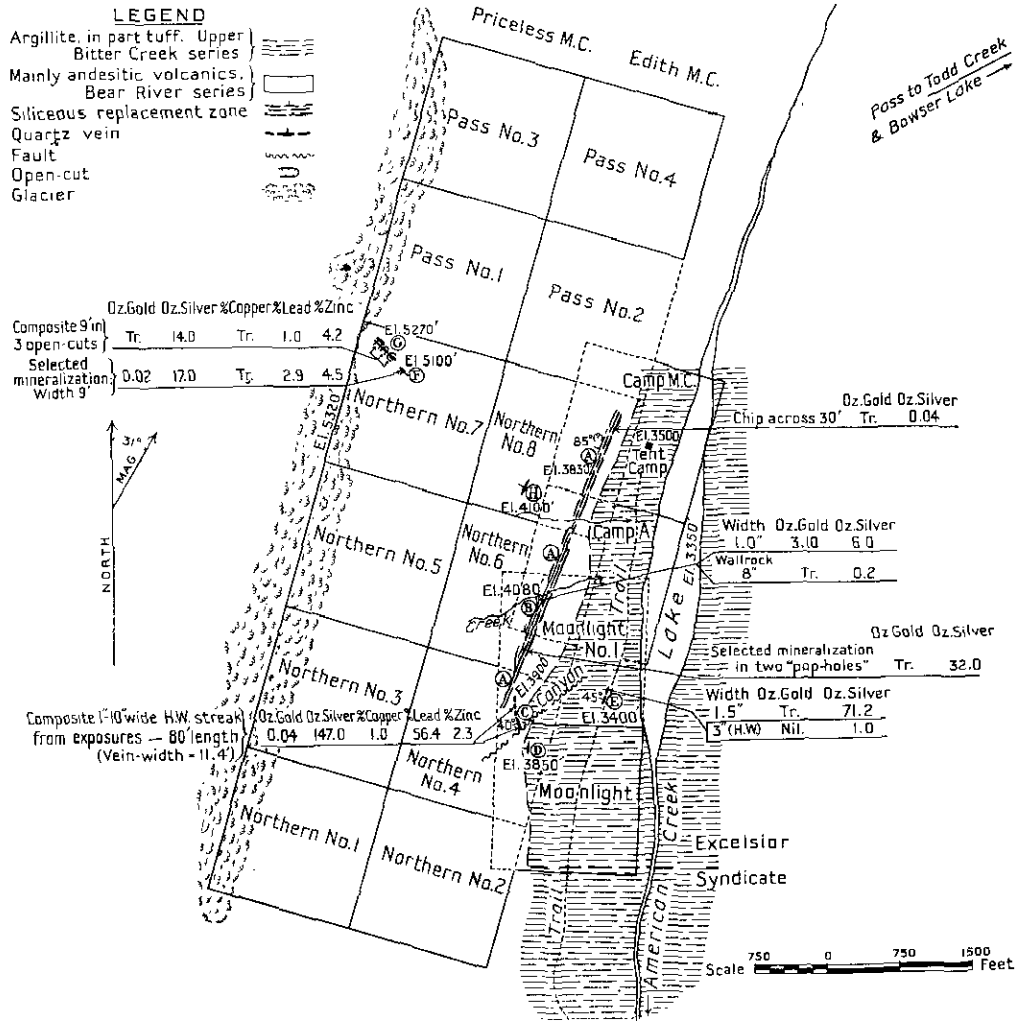 LEGEND
Argillite, in part tuff. Upper
Bitter Creek series
Mainly andesitic volcanics,
Bear River series
Siliceous replacement zone
Quartz vein
Fault
Open-cut
Glacier
Priceless M.C.
Edith M.C.
Pass to Todd Creek
& Bowser Lake
Pass No.3
Pass No.4
Pass No.1
Pass No.2
Oz.Gold Oz.Silver %Copper %Lead %Zinc
Composite 9' in
3 open-cuts
Tr. 14.0 Tr. 1.0 4.2
Selected
mineralization
Width 9'
0.02 17.0 Tr. 2.9 4.5
El.5270'
G
El 5100'
F
El.5320'
Northern No.7
Northern
No.8
Camp M.C.
Oz.Gold Oz.Silver
Chip across 30' Tr. 0.04
85°
A
El.3830'
El.3500'
Tent
Camp
H
El.4100'
31°
MAG
NORTH
Northern No.5
Northern
No.6
A
Camp A
Trail
Lake El 3350
Width Oz.Gold Oz.Silver
1.0" 3.10 6.0
Wallrock
8" Tr. 0.2
El.4080'
B
Creek
Moonlight
No.1
Oz Gold Oz.Silver
Selected mineralization
in two "pop-holes" Tr. 32.0
Northern No.3
A
El.3900'
Canyon
45°
E
El.3400
Width Oz.Gold Oz.Silver
1.5" Tr. 71.2
3"(H.W) Nil. 1.0
Composite 1'-10" wide H.W. streak
from exposures — 80' length
(Vein-width = 11.4')
Oz.Gold Oz.Silver %Copper %Lead %Zinc
0.04 147.0 1.0 56.4 2.3
C
D
El.3850'
Northern
No.4
Moonlight
Northern No.1
Northern No.2
Trail
American Creek
Excelsior
Syndicate
Scale 750 0 750 1500 Feet